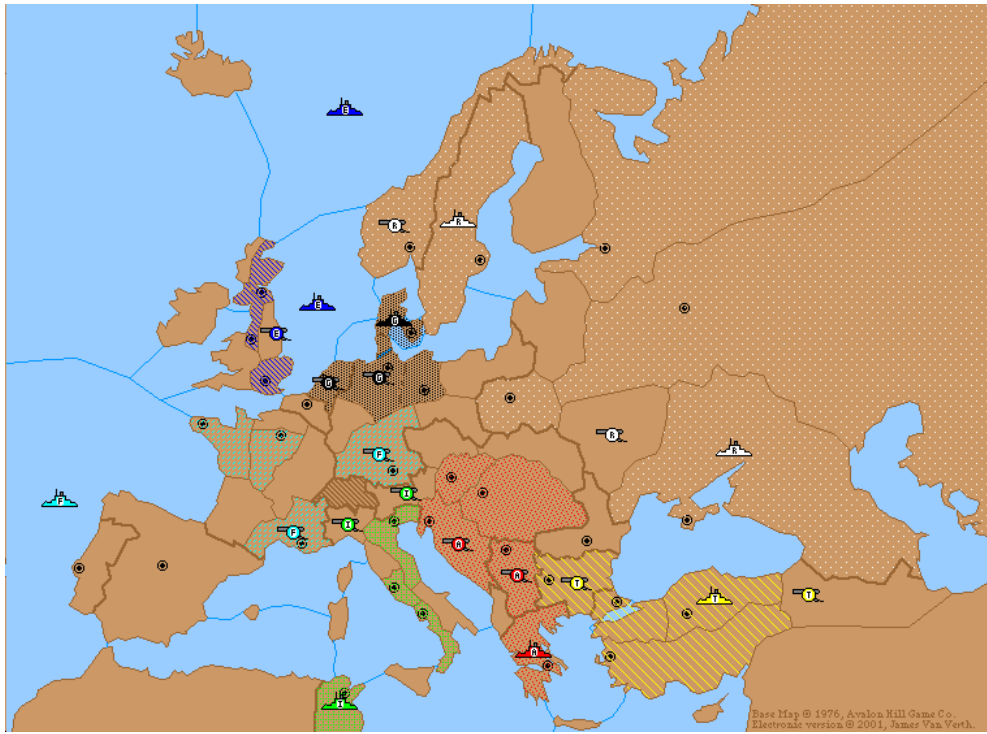 E
R
R
E
G
E
G
G
R
F
R
I
F
F
I
A
A
T
T
T
A
I
Base Map © 1976, Avalon Hill Game Co.
Electronic version © 2001, James Van Verth.